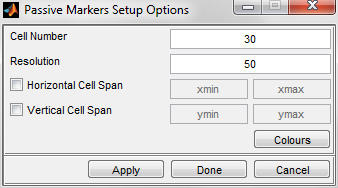 Passive Markers Setup Options
Cell Number 30
Resolution 50
Horizontal Cell Span xmin xmax
Vertical Cell Span ymin ymax
Colours
Apply Done Cancel